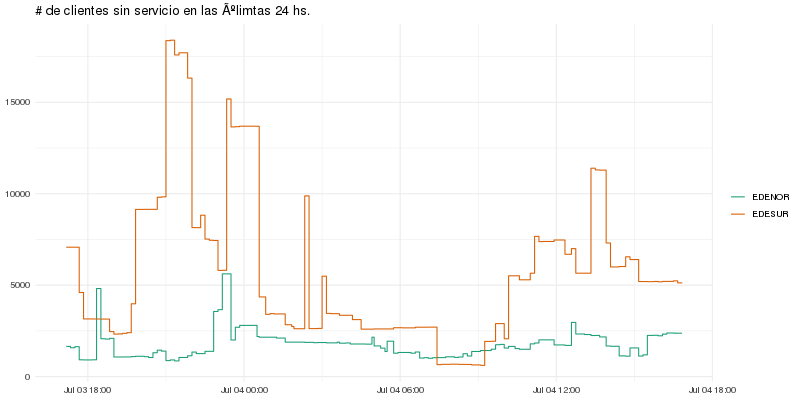 # de clientes sin servicio en las Ãºlimtas 24 hs.
15000
10000
5000
0
Jul 03 18:00
Jul 04 00:00
Jul 04 06:00
Jul 04 12:00
Jul 04 18:00
EDENOR
EDESUR